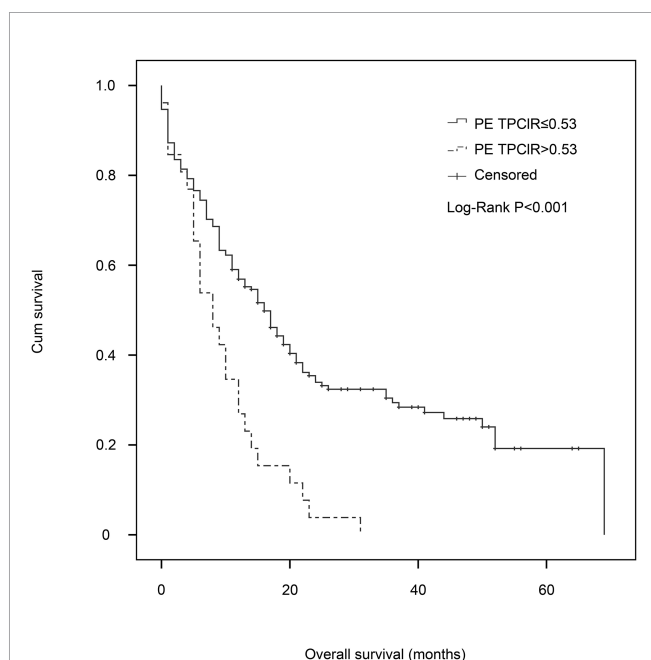 1.0
0.8
0.6
0.4
0.2
0
Cum survival
PE TPCIR≤0.53
PE TPCIR>0.53
Censored
Log-Rank P<0.001
0 20 40 60
Overall survival (months)